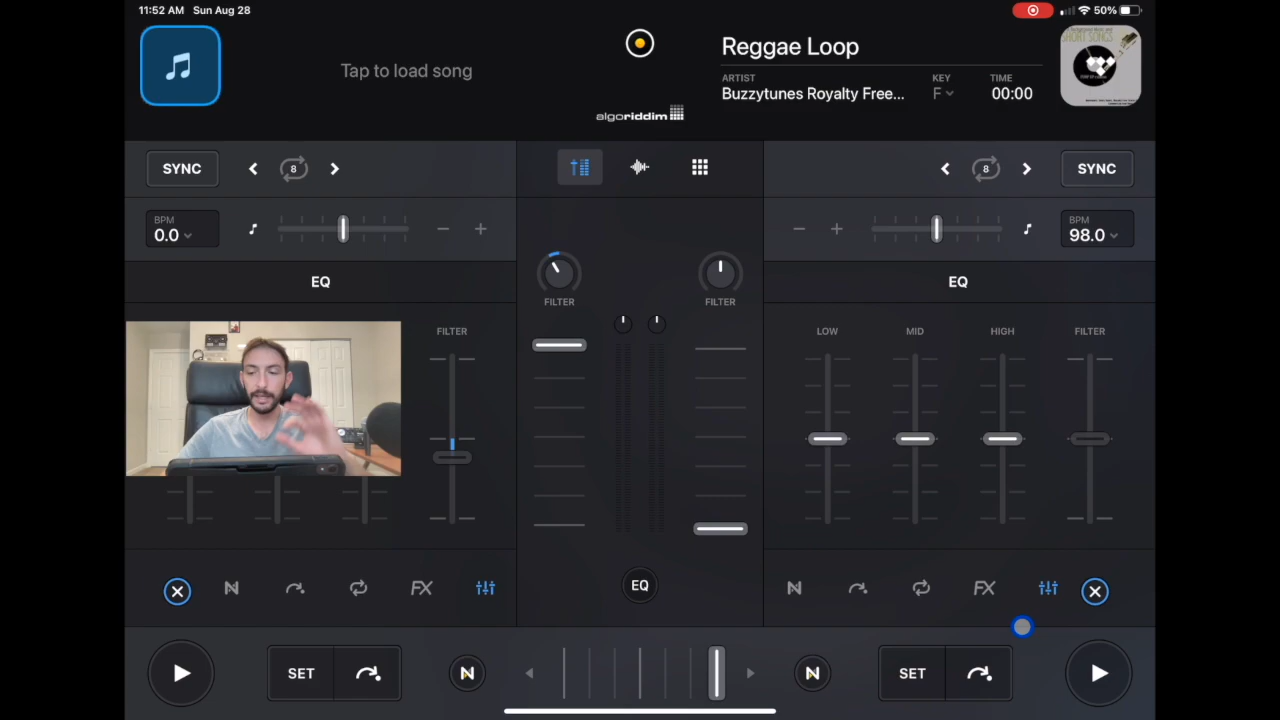 11:52 AM Sun Aug 28
50%
Tap to load song
algoriddim
Reggae Loop
ARTIST
Buzzytunes Royalty Free...
KEY
F
TIME
00:00
SHORT SONGS
SYNC
8
8
SYNC
BPM
0.0
BPM
98.0
EQ
EQ
FILTER
FILTER
FILTER
LOW
MID
HIGH
FILTER
N
FX
EQ
N
FX
SET
N
N
SET